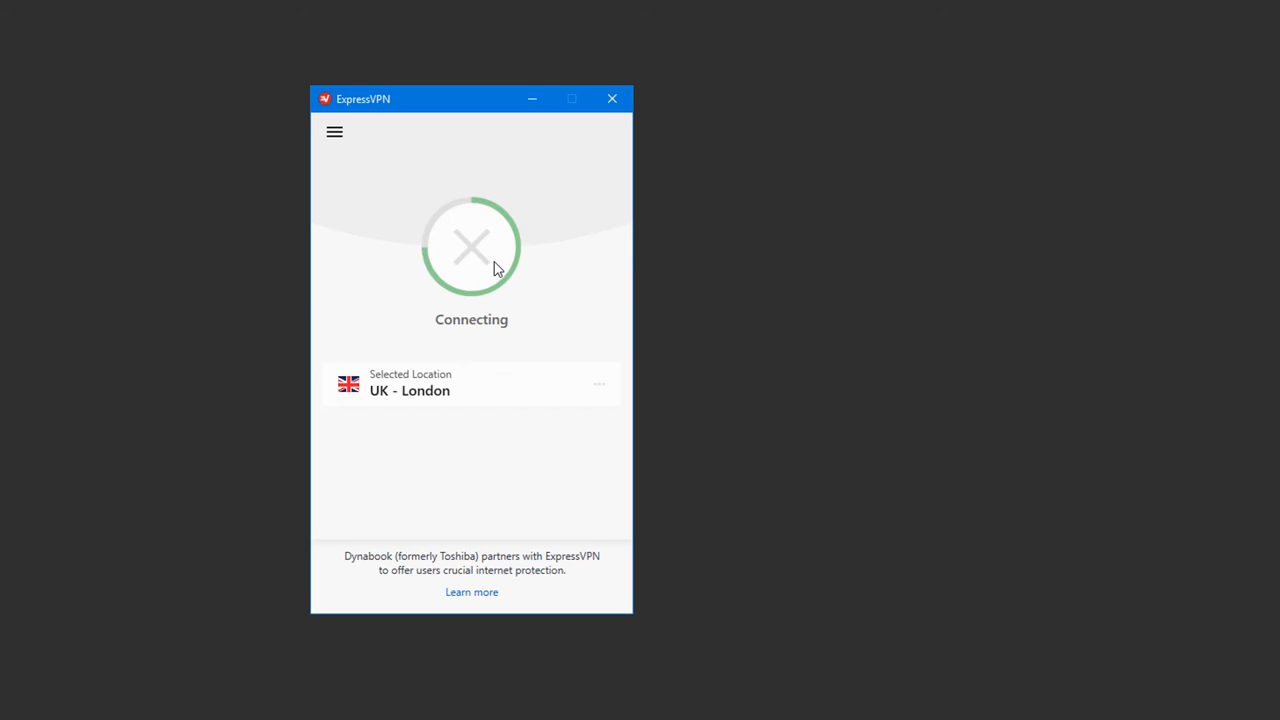 ExpressVPN
Connecting
Selected Location
UK - London
Dynabook (formerly Toshiba) partners with ExpressVPN
to offer users crucial internet protection.
Learn more